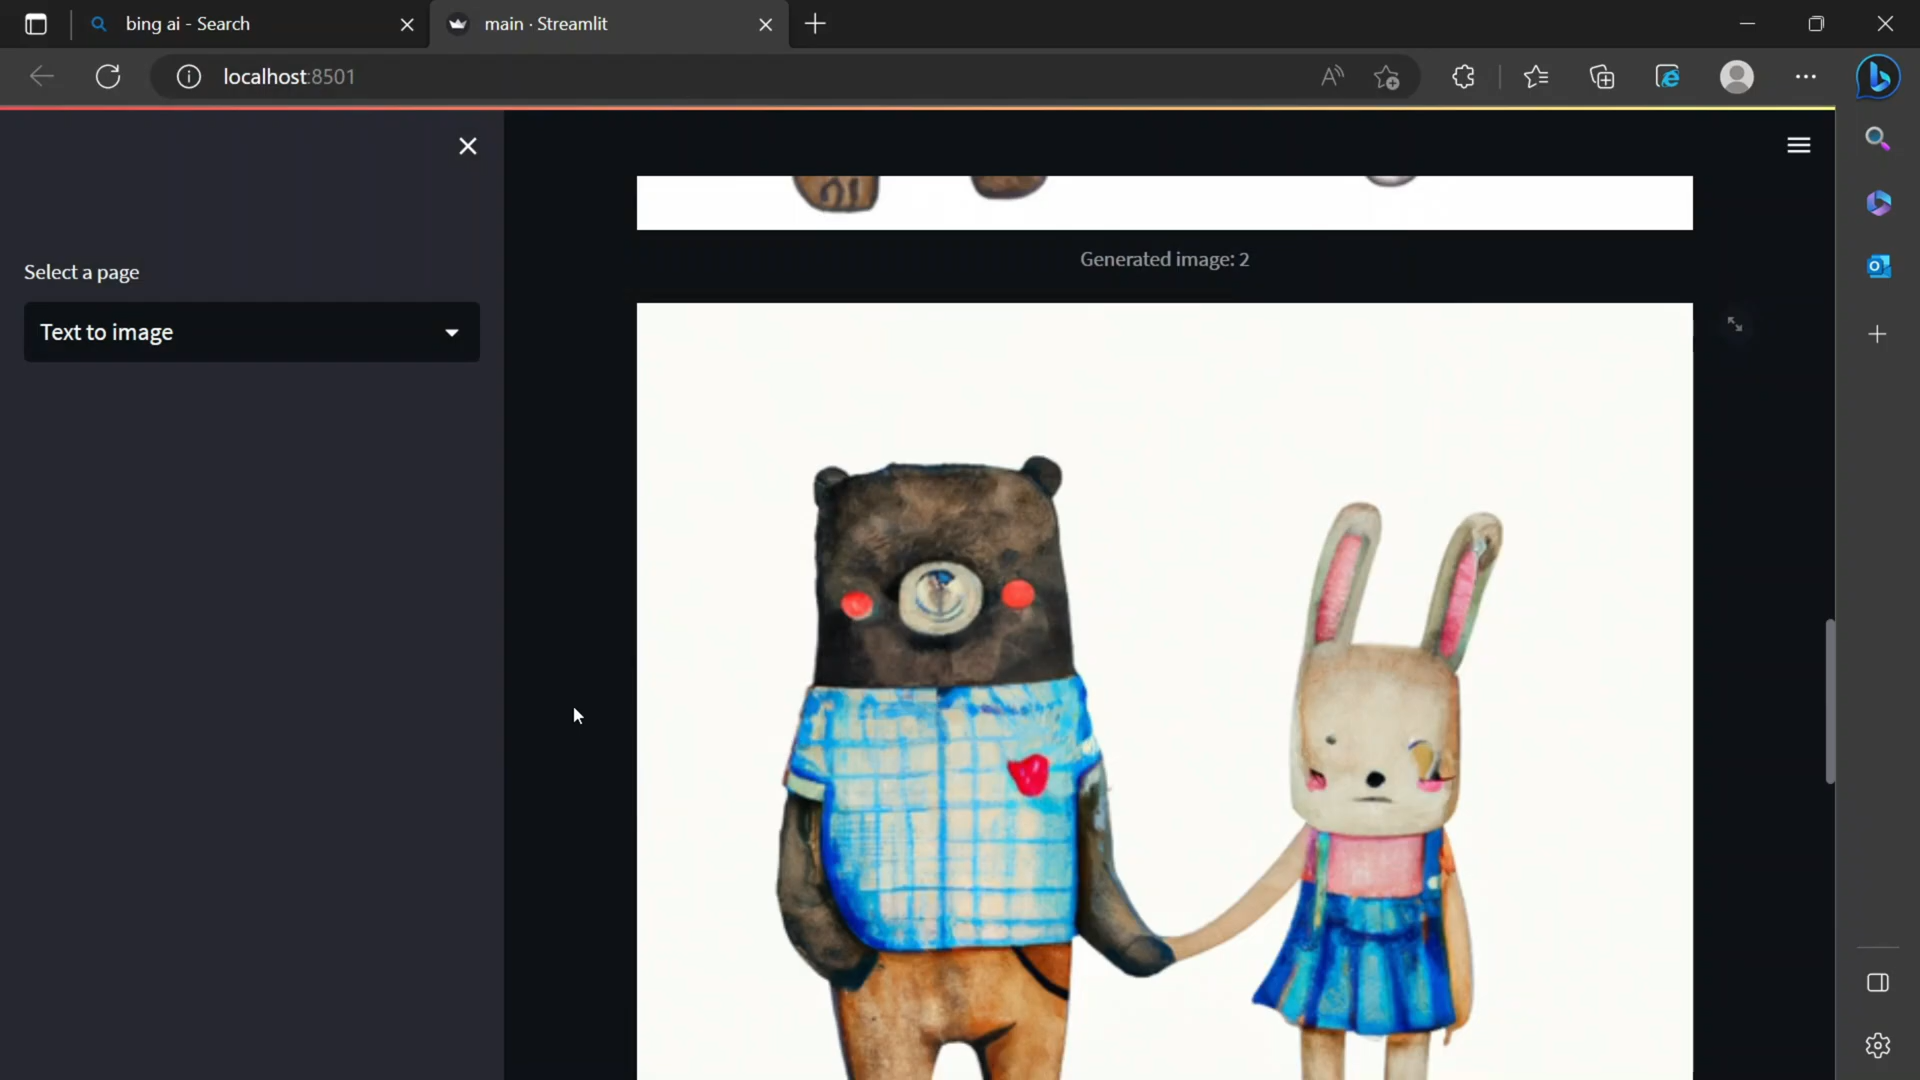 bing ai - Search
main · Streamlit
localhost:8501
Select a page
Text to image
Generated image: 2